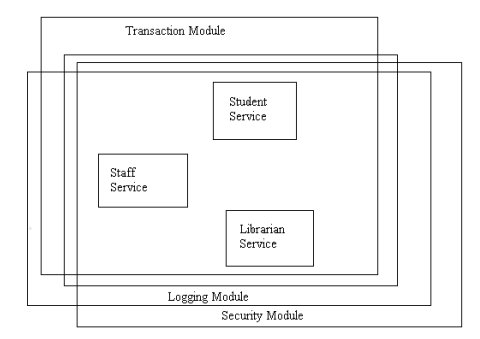 Transaction Module
Student
Service
Staff
Service
Librarian
Service
Logging Module
Security Module